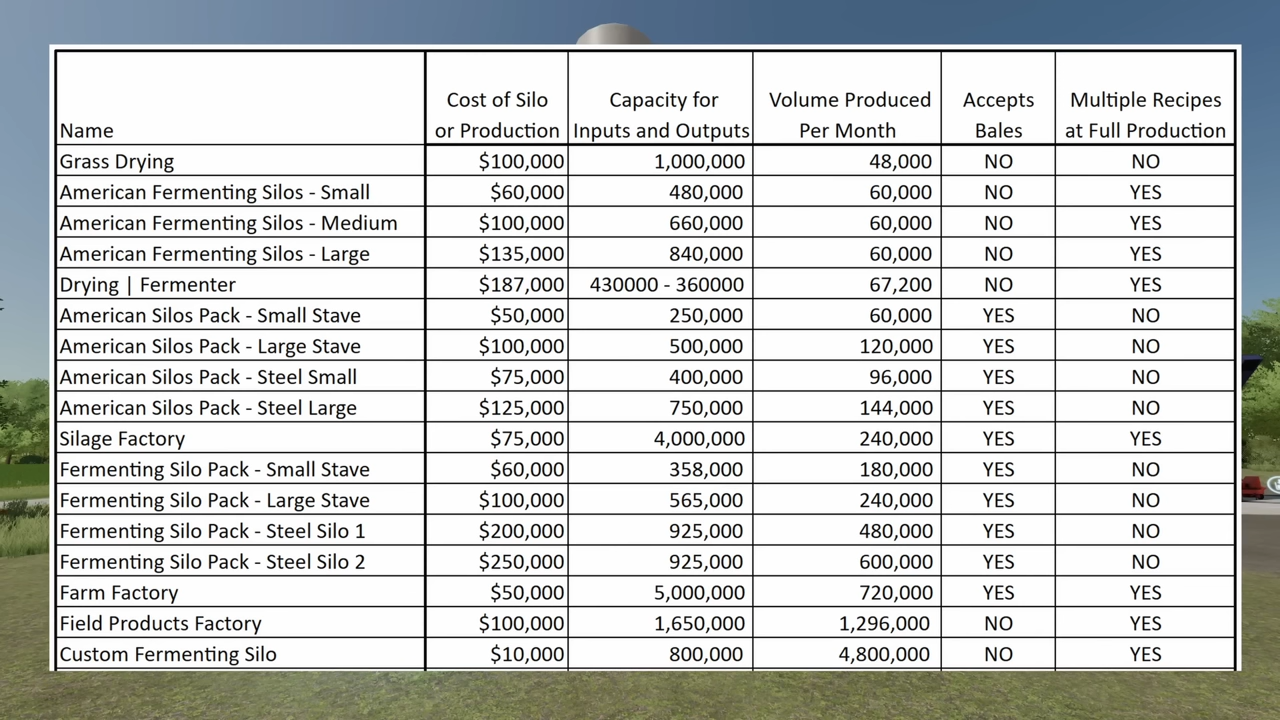 Name | Cost of Silo or Production | Capacity for Inputs and Outputs | Volume Produced Per Month | Accepts Bales | Multiple Recipes at Full Production
Grass Drying | $100,000 | 1,000,000 | 48,000 | NO | NO
American Fermenting Silos - Small | $60,000 | 480,000 | 60,000 | NO | YES
American Fermenting Silos - Medium | $100,000 | 660,000 | 60,000 | NO | YES
American Fermenting Silos - Large | $135,000 | 840,000 | 60,000 | NO | YES
Drying | Fermenter | $187,000 | 430000 - 360000 | 67,200 | NO | YES
American Silos Pack - Small Stave | $50,000 | 250,000 | 60,000 | YES | NO
American Silos Pack - Large Stave | $100,000 | 500,000 | 120,000 | YES | NO
American Silos Pack - Steel Small | $75,000 | 400,000 | 96,000 | YES | NO
American Silos Pack - Steel Large | $125,000 | 750,000 | 144,000 | YES | NO
Silage Factory | $75,000 | 4,000,000 | 240,000 | YES | YES
Fermenting Silo Pack - Small Stave | $60,000 | 358,000 | 180,000 | YES | NO
Fermenting Silo Pack - Large Stave | $100,000 | 565,000 | 240,000 | YES | NO
Fermenting Silo Pack - Steel Silo 1 | $200,000 | 925,000 | 480,000 | YES | NO
Fermenting Silo Pack - Steel Silo 2 | $250,000 | 925,000 | 600,000 | YES | NO
Farm Factory | $50,000 | 5,000,000 | 720,000 | YES | YES
Field Products Factory | $100,000 | 1,650,000 | 1,296,000 | NO | YES
Custom Fermenting Silo | $10,000 | 800,000 | 4,800,000 | NO | YES